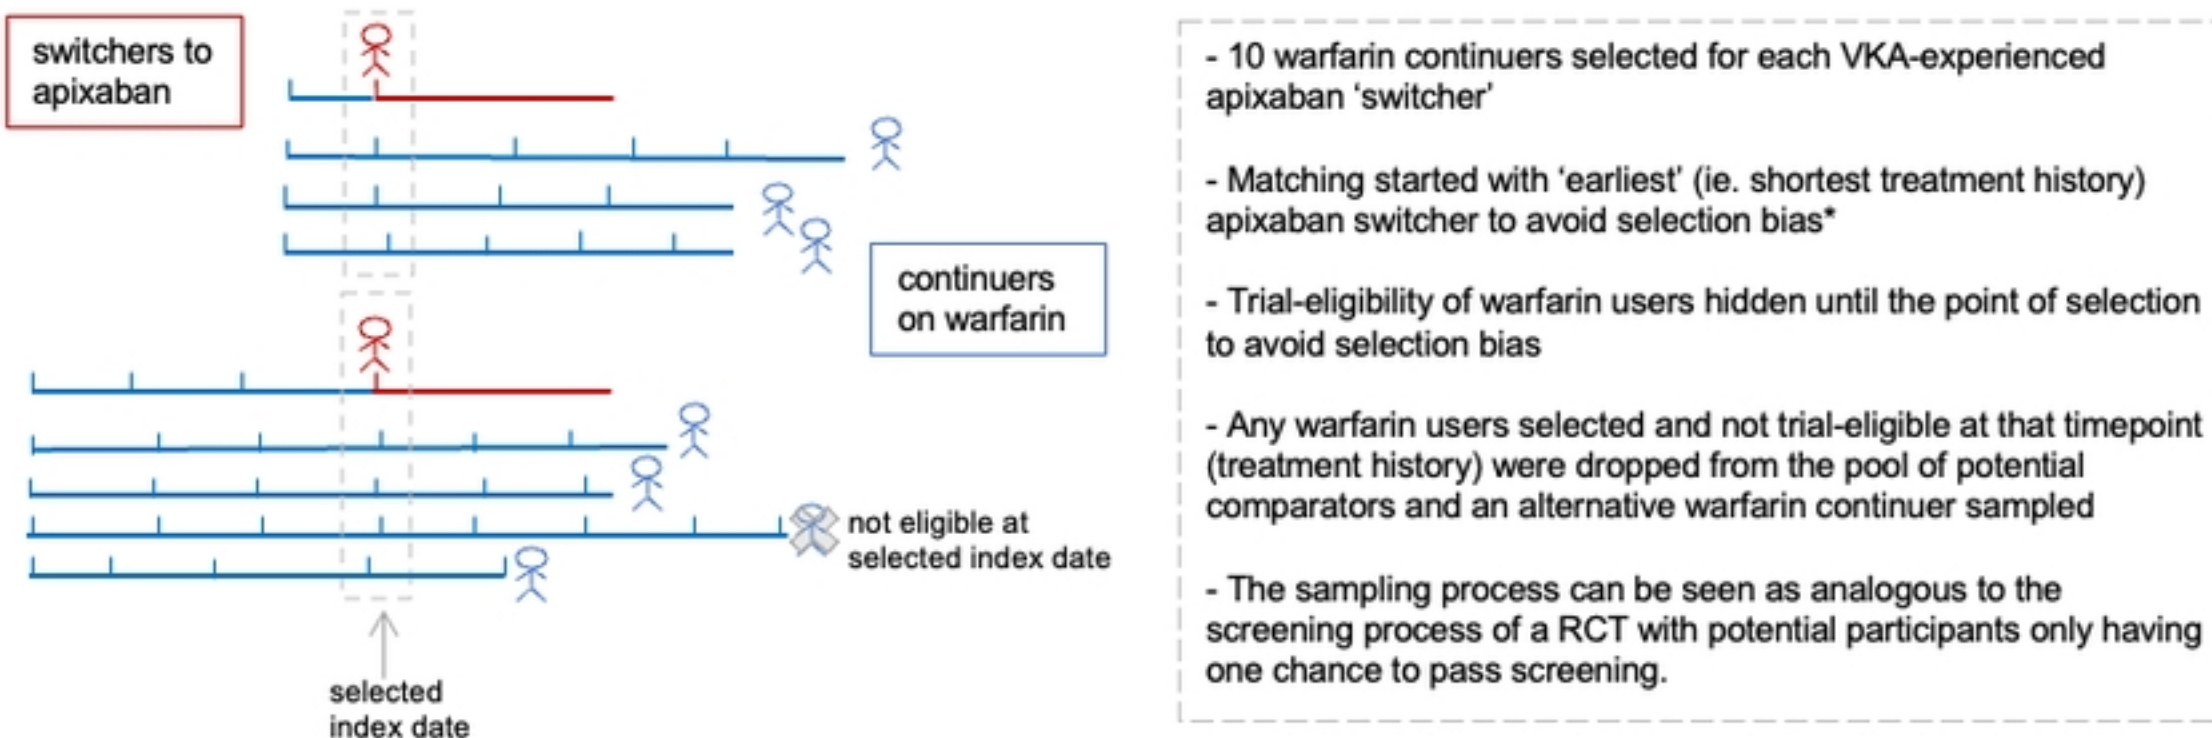 switchers to
apixaban
continuers
on warfarin
not eligible at
selected index date
selected
index date
- 10 warfarin continuers selected for each VKA-experienced
apixaban ‘switcher’
- Matching started with ‘earliest’ (ie. shortest treatment history)
apixaban switcher to avoid selection bias*
- Trial-eligibility of warfarin users hidden until the point of selection
to avoid selection bias
- Any warfarin users selected and not trial-eligible at that timepoint
(treatment history) were dropped from the pool of potential
comparators and an alternative warfarin continuer sampled
- The sampling process can be seen as analogous to the
screening process of a RCT with potential participants only having
one chance to pass screening.